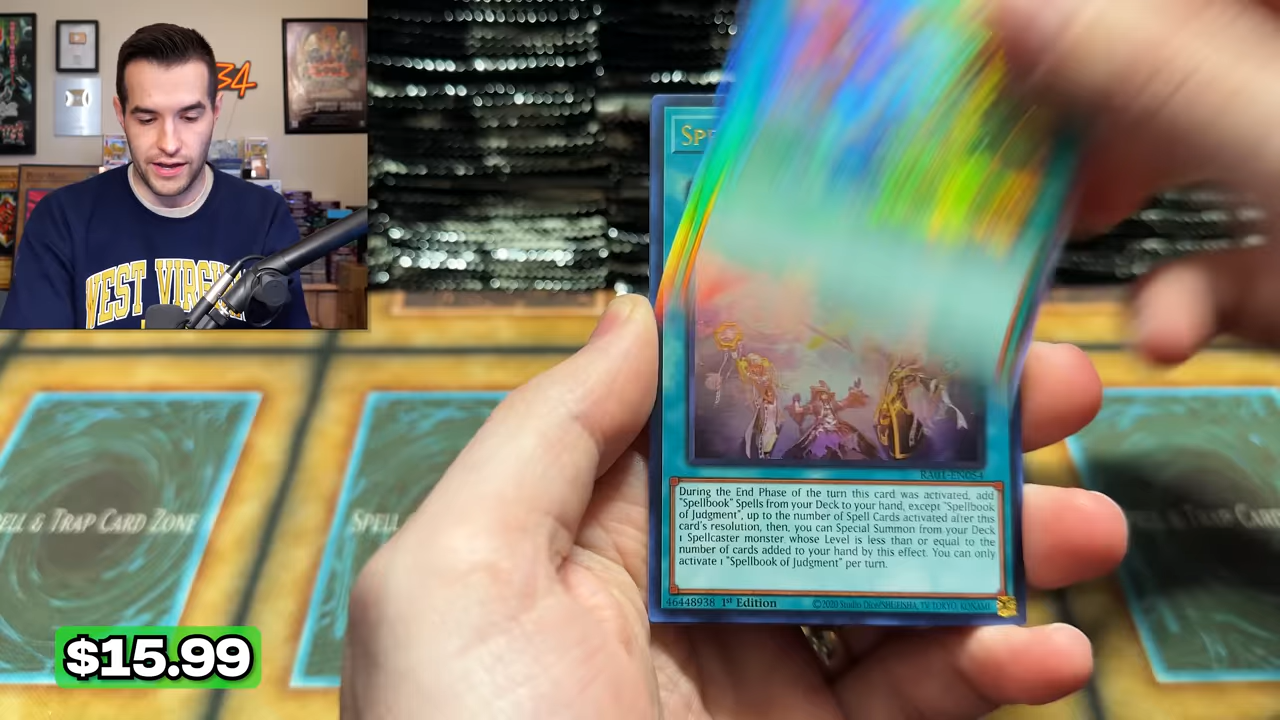 34
WEST VIRG
SPE
RA01-EN054
During the End Phase of the turn this card was activated, add
"Spellbook" Spells from your Deck to your hand, except "Spellbook
of Judgment", up to the number of Spell Cards activated after this
card's resolution, then, you can Special Summon from your Deck
1 Spellcaster monster whose Level is less than or equal to the
number of cards added to your hand by this effect. You can only
activate 1 "Spellbook of Judgment" per turn.
46448938 1st Edition ©2020 Studio Dice/SHUEISHA, TV TOKYO, KONAMI
ELL & TRAP CARD ZONE
SPELL
PELL & TRAP CARD
$15.99